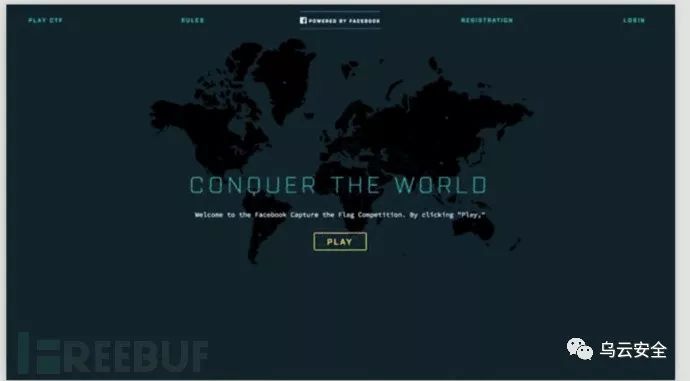 PLAY CTF
RULES
POWERED BY FACEBOOK
REGISTRATION
LOGIN
CONQUER THE WORLD
Welcome to the Facebook Capture the Flag Competition. By clicking "Play,"
PLAY
FREEBUF
乌云安全